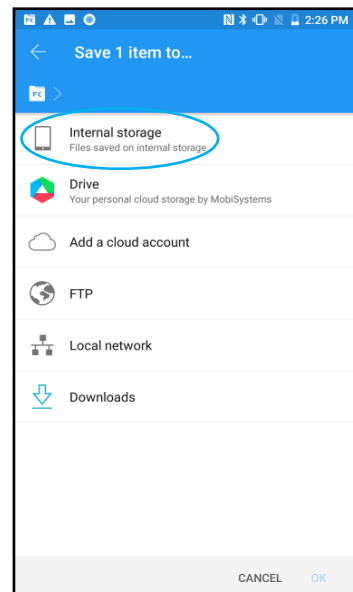 2:26 PM
Save 1 item to...
Internal storage
Files saved on internal storage
Drive
Your personal cloud storage by MobiSystems
Add a cloud account
FTP
Local network
Downloads
CANCEL OK